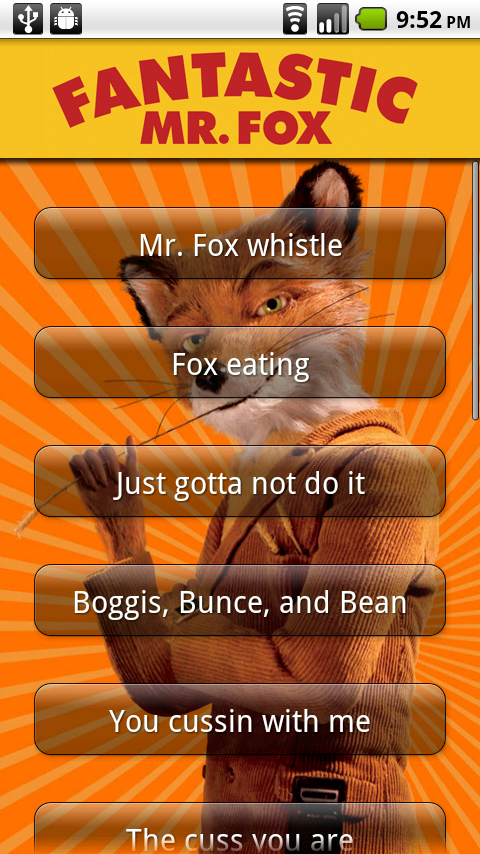 9:52 PM
FANTASTIC
MR. FOX
Mr. Fox whistle
Fox eating
Just gotta not do it
Boggis, Bunce, and Bean
You cussin with me
The cuss you are